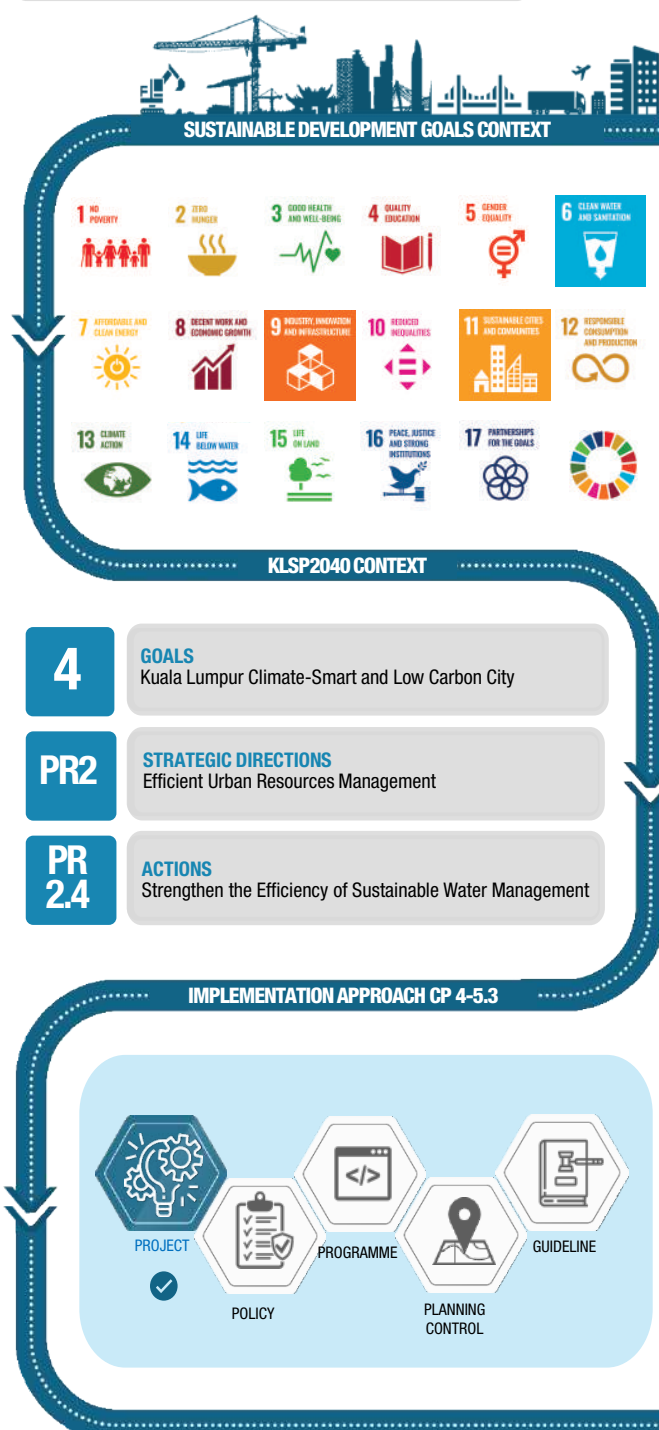 SUSTAINABLE DEVELOPMENT GOALS CONTEXT
1 NO
POVERTY
2 ZERO
HUNGER
3 GOOD HEALTH
AND WELL-BEING
4 QUALITY
EDUCATION
5 GENDER
EQUALITY
6 CLEAN WATER
AND SANITATION
7 AFFORDABLE AND
CLEAN ENERGY
8 DECENT WORK AND
ECONOMIC GROWTH
9 INDUSTRY, INNOVATION
AND INFRASTRUCTURE
10 REDUCED
INEQUALITIES
11 SUSTAINABLE CITIES
AND COMMUNITIES
12 RESPONSIBLE
CONSUMPTION
AND PRODUCTION
13 CLIMATE
ACTION
14 LIFE
BELOW WATER
15 LIFE
ON LAND
16 PEACE, JUSTICE
AND STRONG
INSTITUTIONS
17 PARTNERSHIPS
FOR THE GOALS
KLSP2040 CONTEXT
4
GOALS
Kuala Lumpur Climate-Smart and Low Carbon City
PR2
STRATEGIC DIRECTIONS
Efficient Urban Resources Management
PR
2.4
ACTIONS
Strengthen the Efficiency of Sustainable Water Management
IMPLEMENTATION APPROACH CP 4-5.3
</>
PROJECT
POLICY
PROGRAMME
PLANNING
CONTROL
GUIDELINE